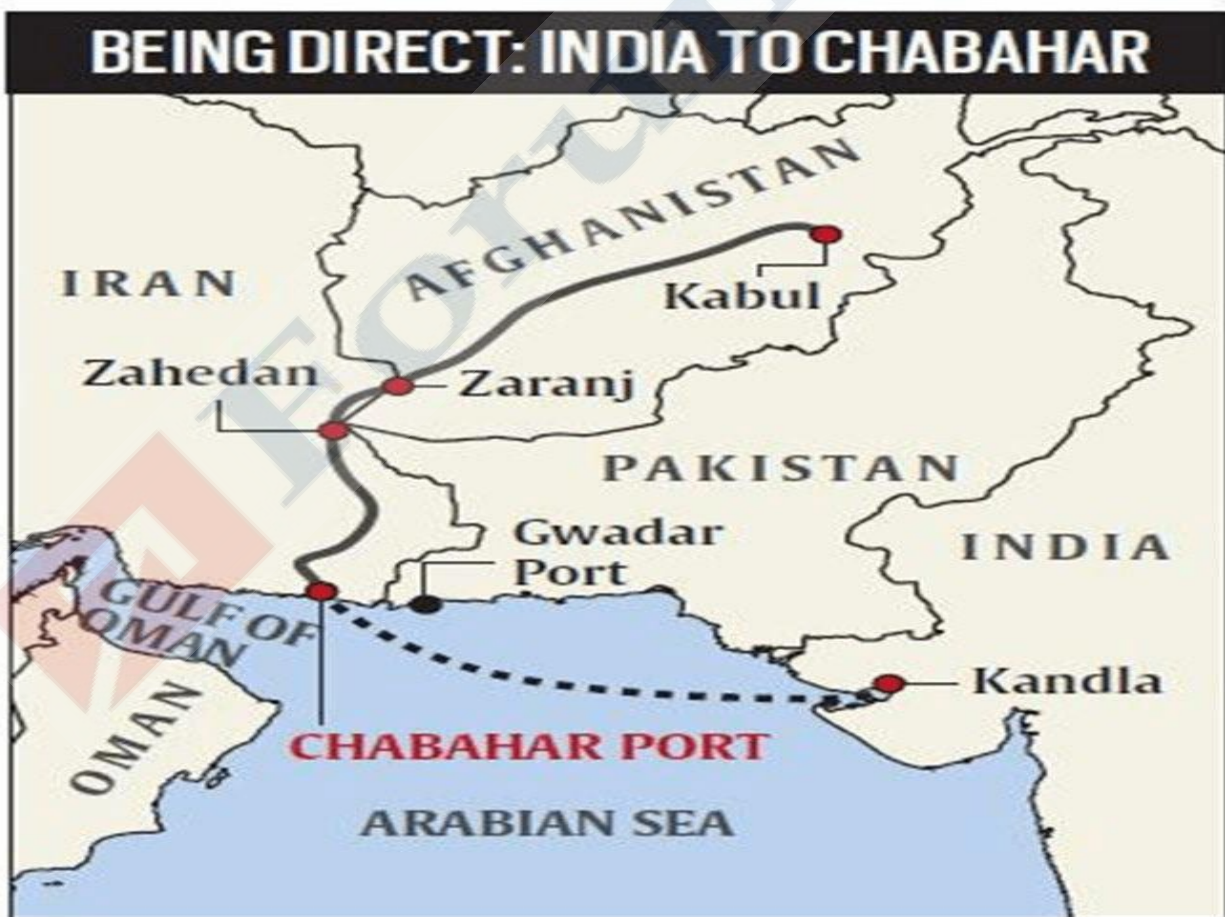 BEING DIRECT: INDIA TO CHABAHAR
AFGHANISTAN
IRAN
Kabul
Zahedan
Zaranj
PAKISTAN
Gwadar
Port
INDIA
GULF OF
OMAN
Kandla
OMAN
CHABAHAR PORT
ARABIAN SEA